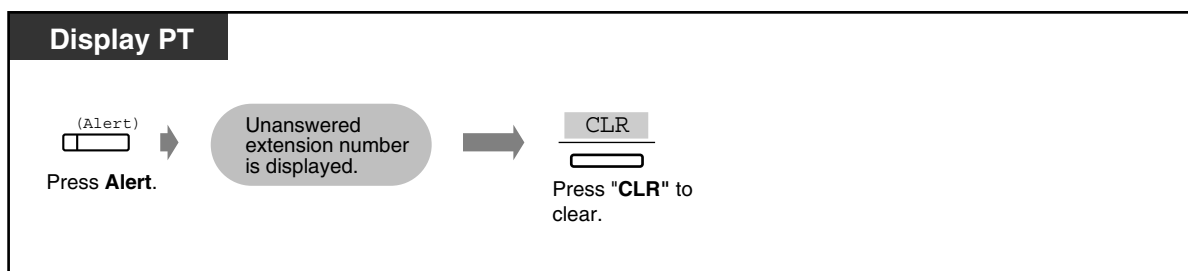 Display PT
(Alert)
Press Alert.
Unanswered
extension number
is displayed.
CLR
Press "CLR" to
clear.